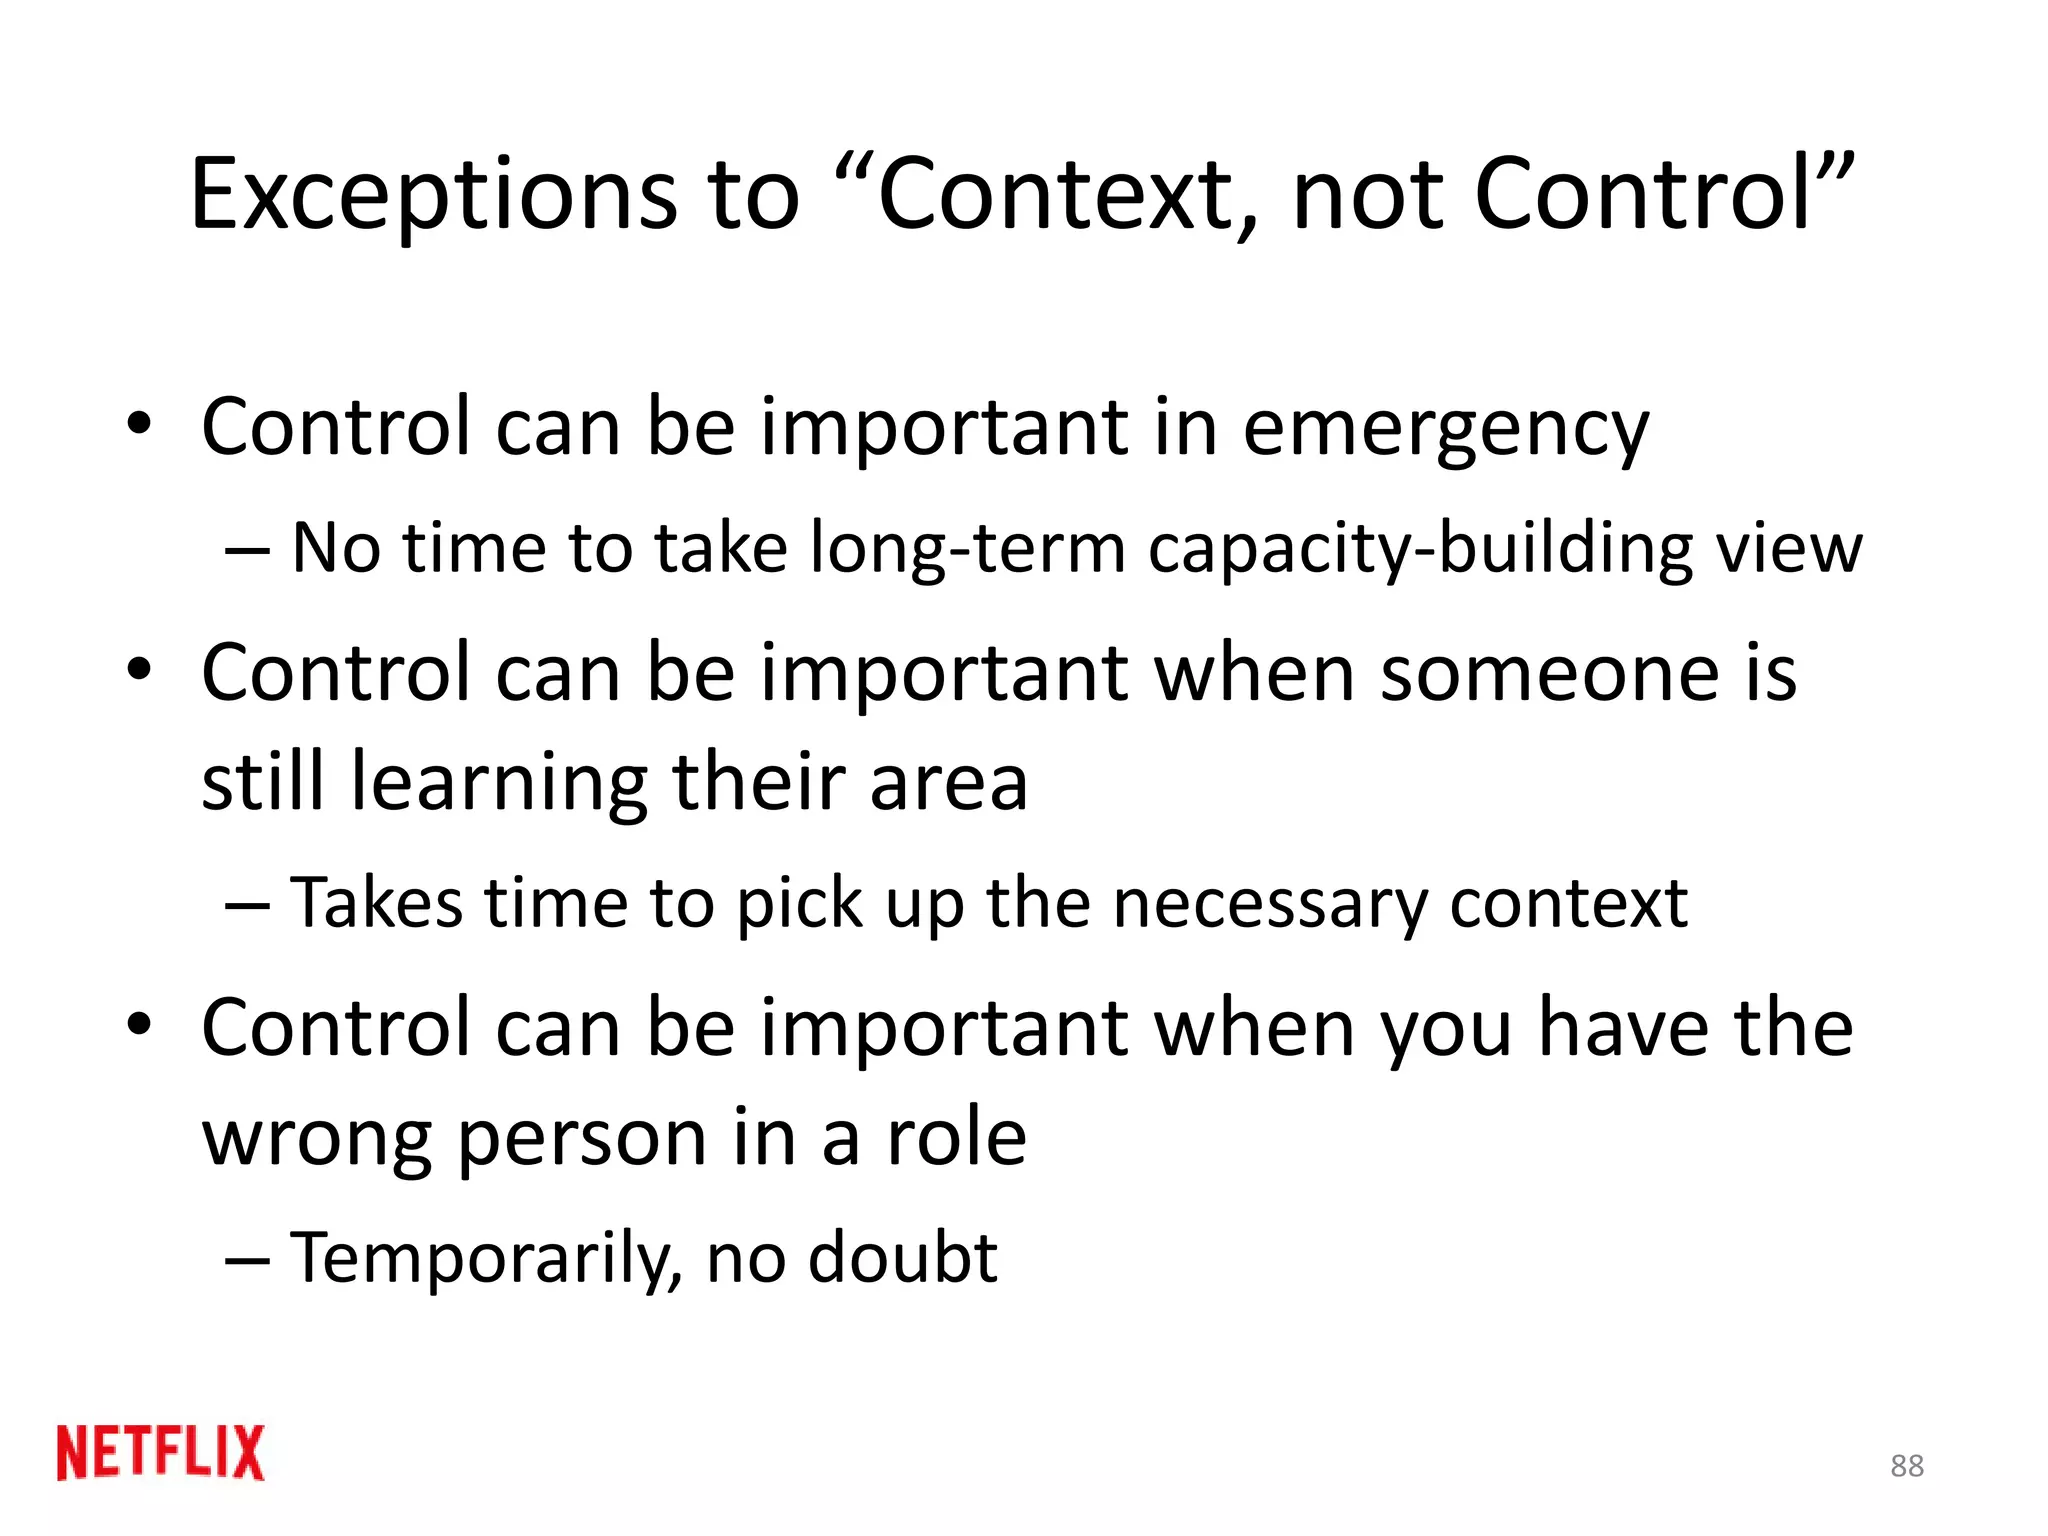 Exceptions to “Context, not Control”
• Control can be important in emergency
– No time to take long-term capacity-building view
• Control can be important when someone is
still learning their area
– Takes time to pick up the necessary context
• Control can be important when you have the
wrong person in a role
– Temporarily, no doubt
NETFLIX
88